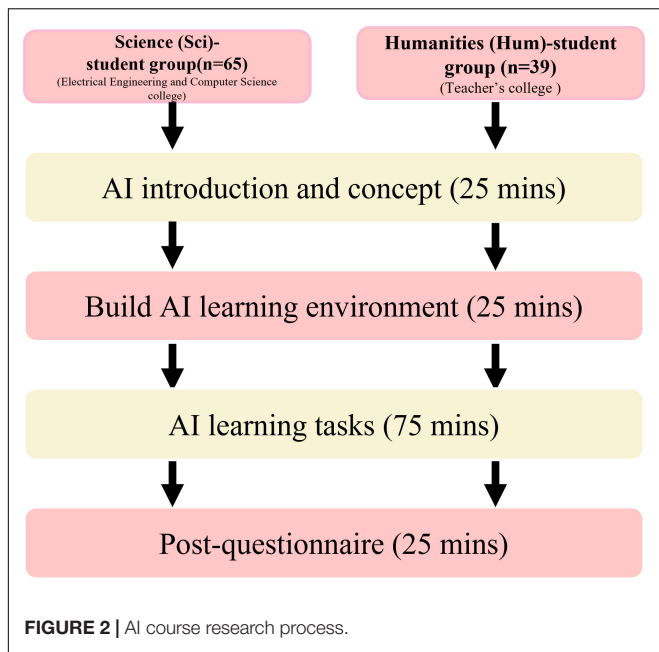 Science (Sci)-
student group(n=65)
(Electrical Engineering and Computer Science
college)
Humanities (Hum)-student
group (n=39)
(Teacher's college )
AI introduction and concept (25 mins)
Build AI learning environment (25 mins)
AI learning tasks (75 mins)
Post-questionnaire (25 mins)
FIGURE 2 | AI course research process.